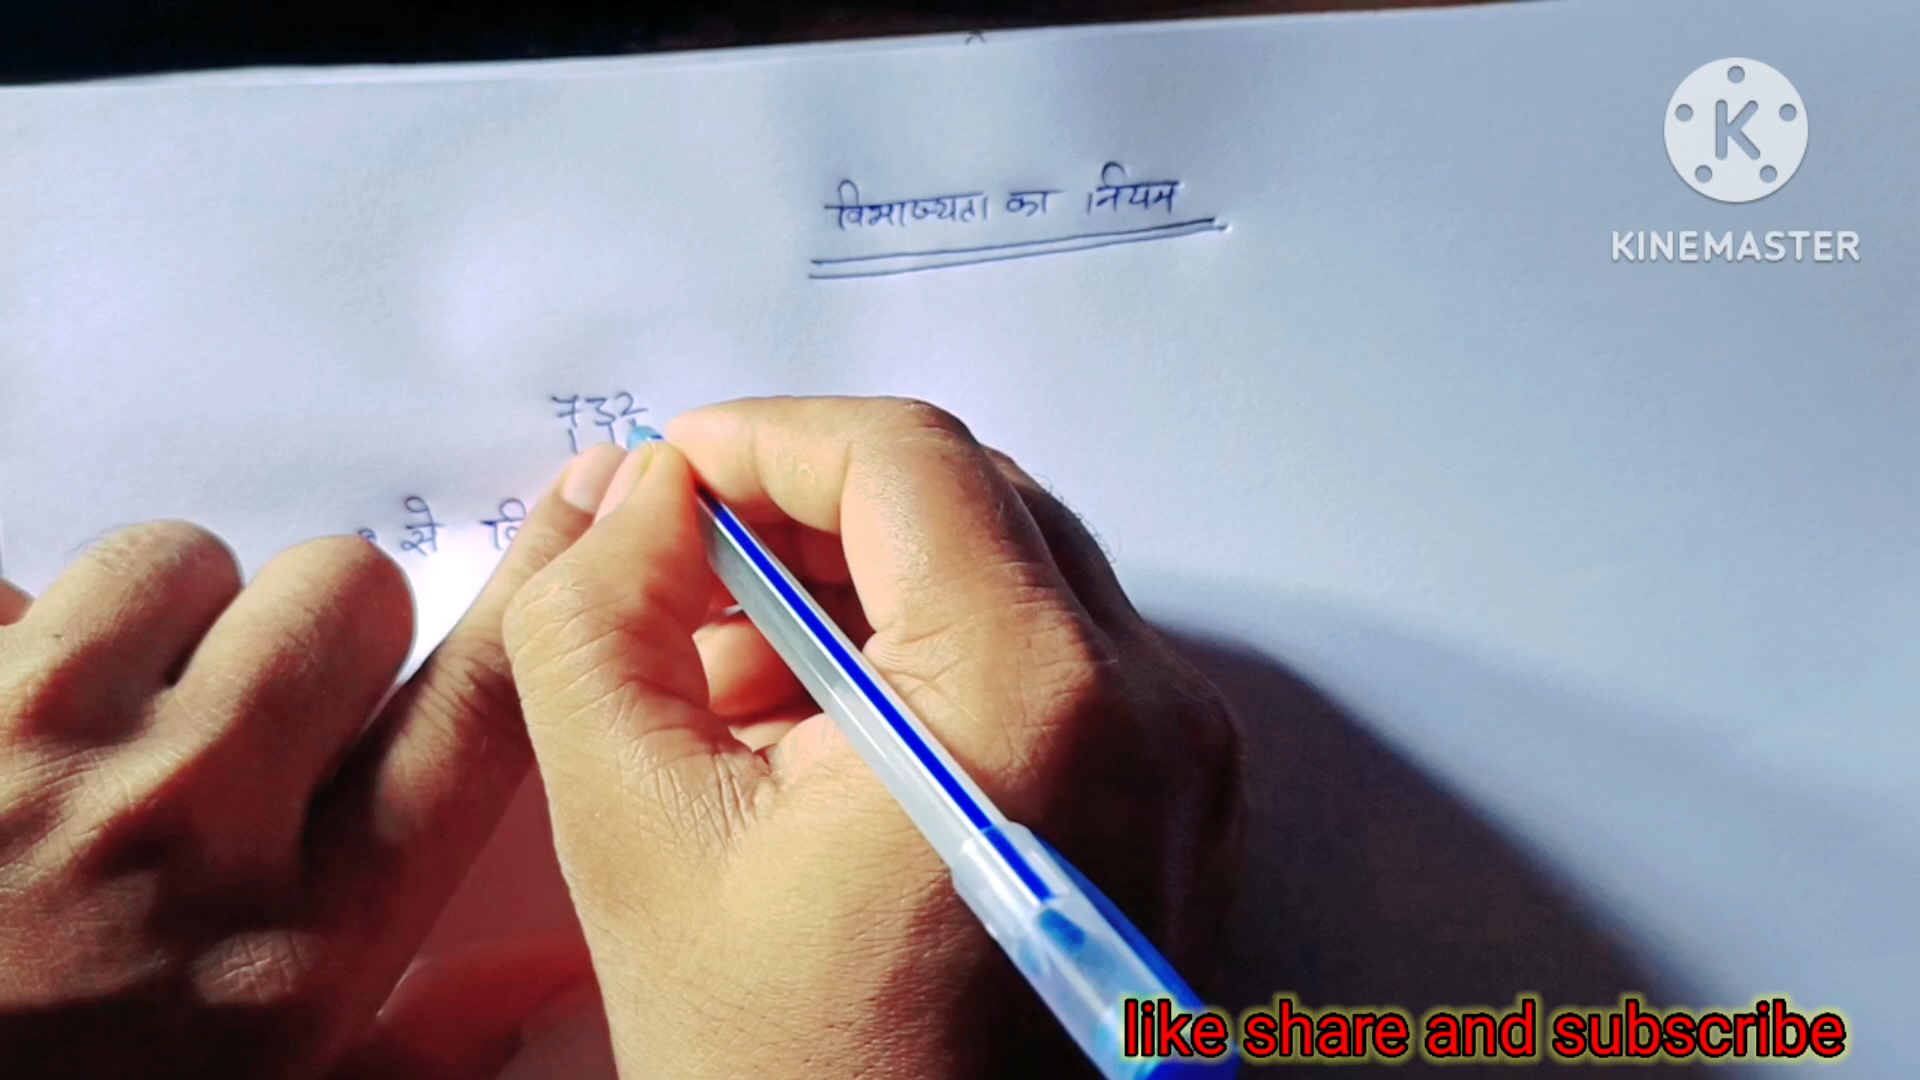 विभाज्यता का नियम
K
KINEMASTER
732
से
like share and subscribe